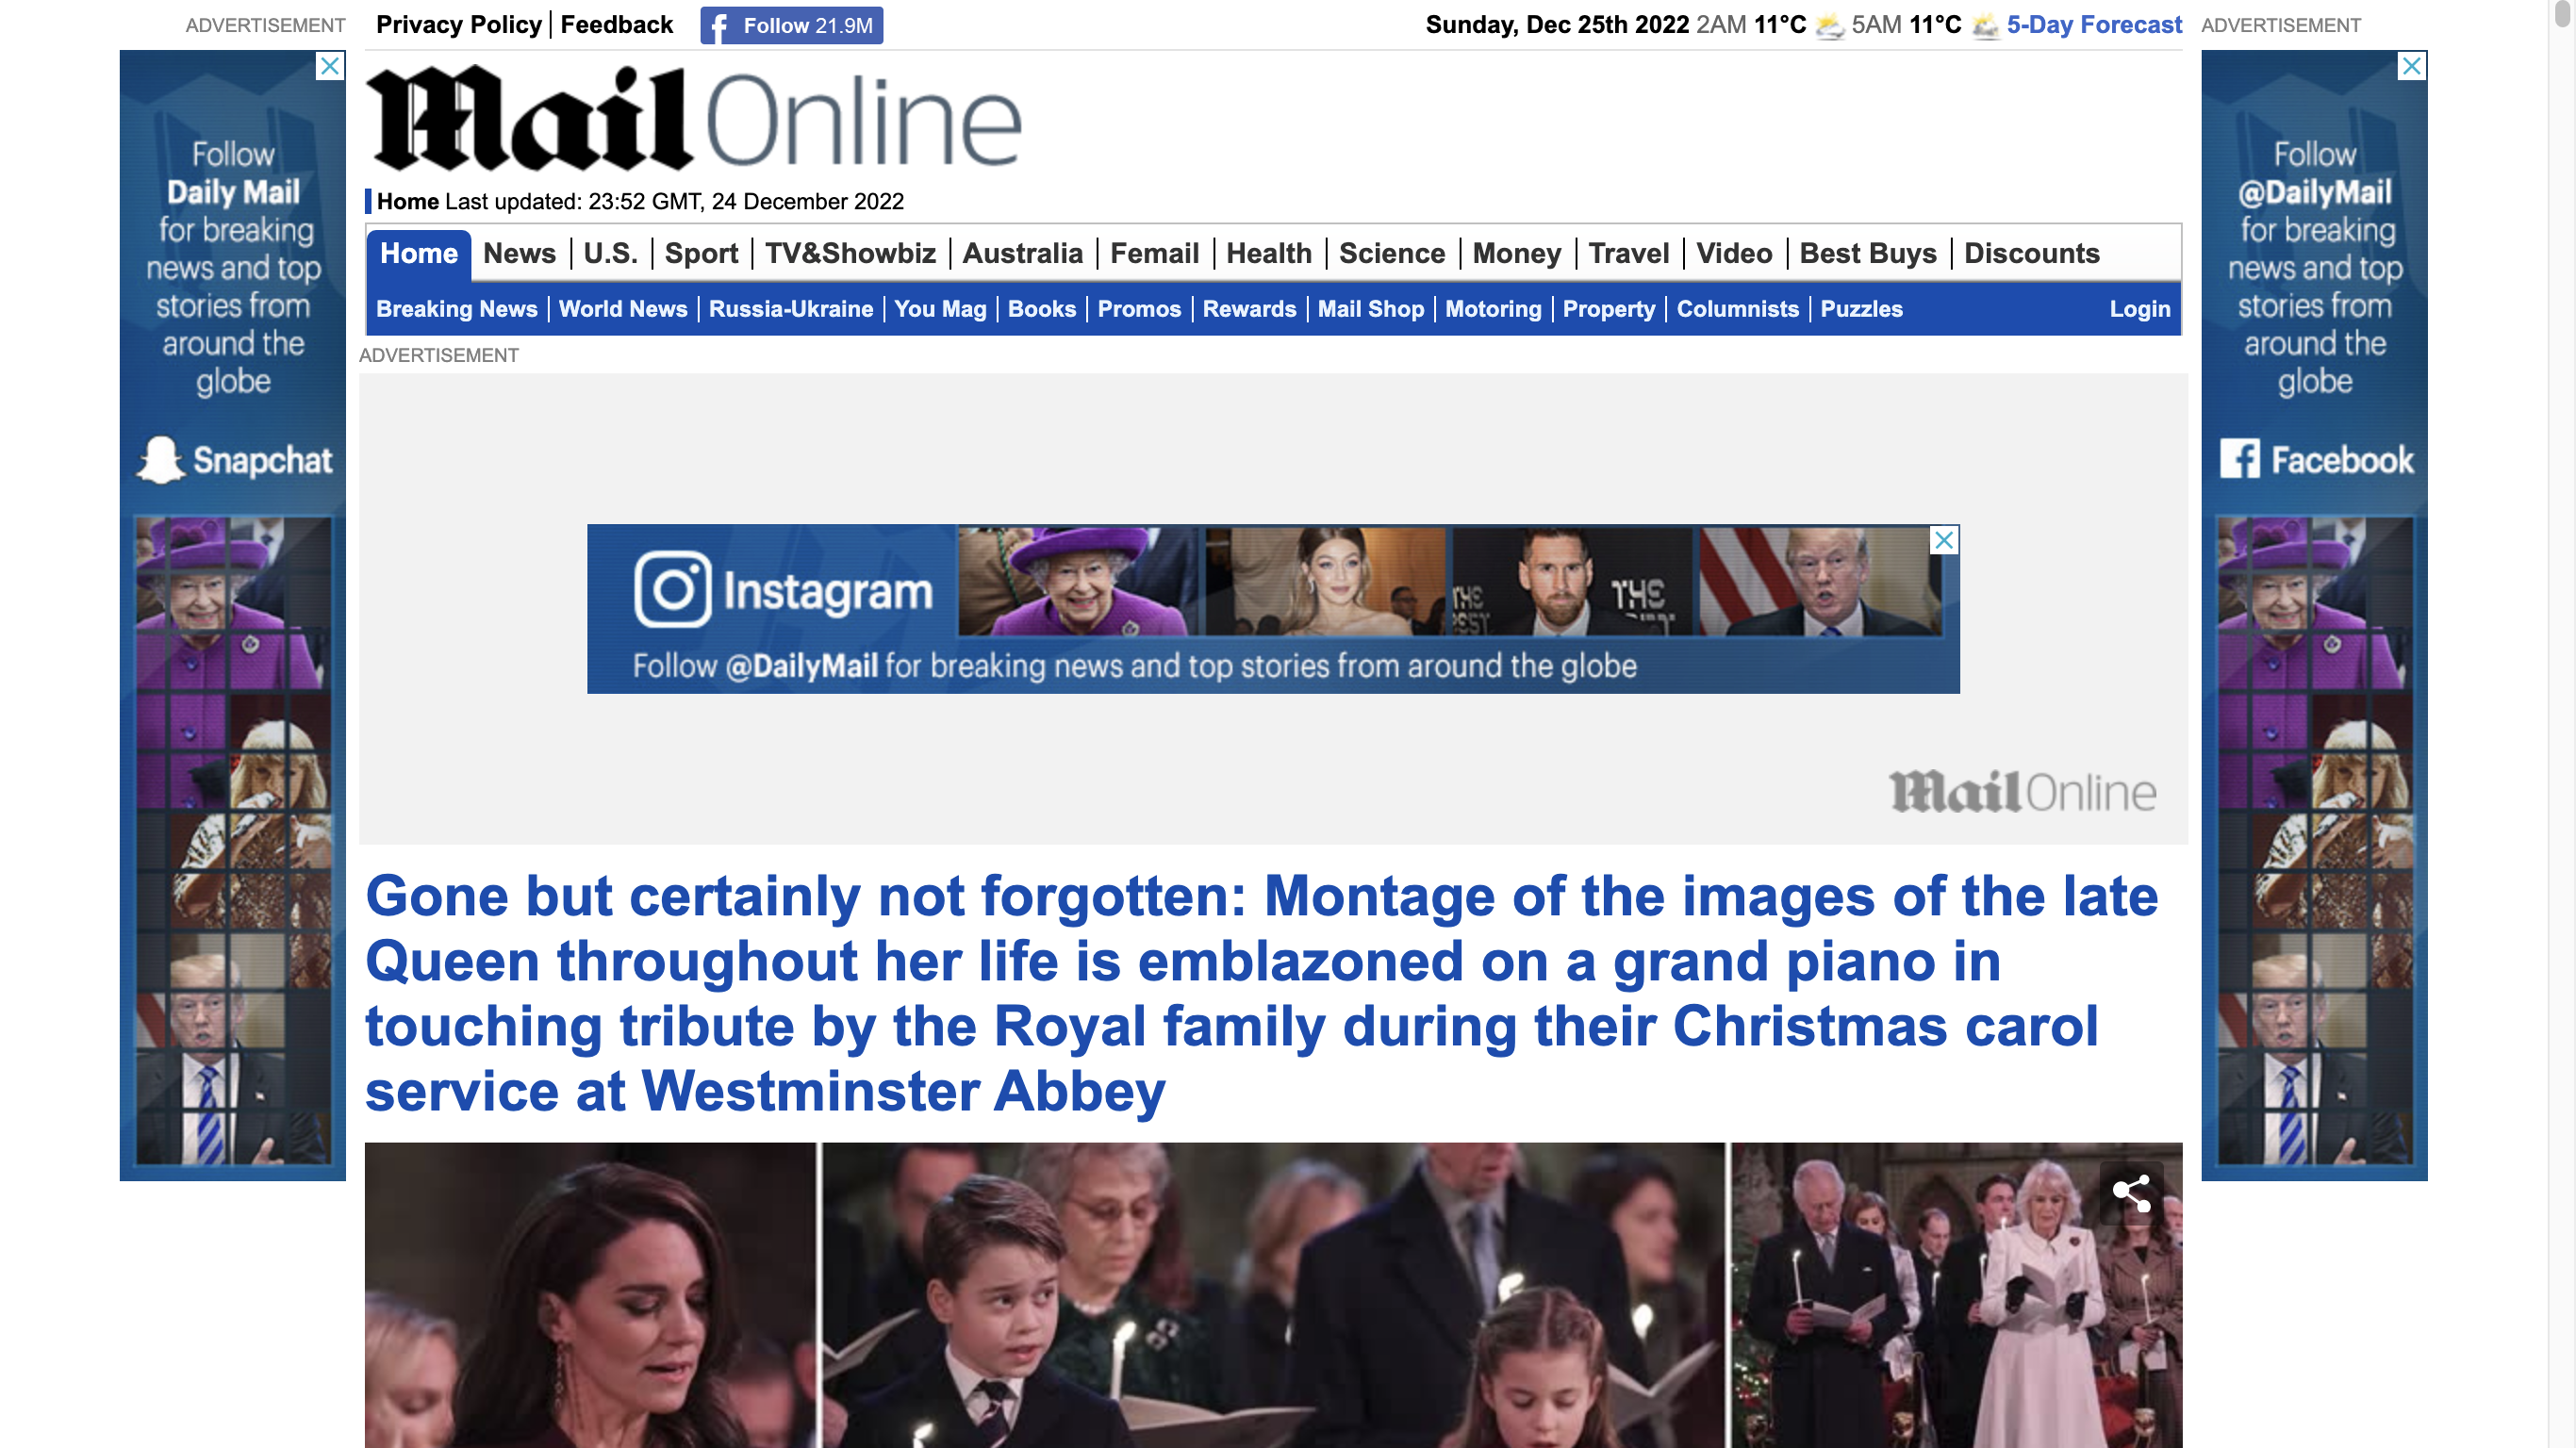 ADVERTISEMENT
Privacy Policy Feedback
Follow 21.9M
Sunday, Dec 25th 2022 2AM 11°C 5AM 11°C 5-Day Forecast
ADVERTISEMENT
Mail Online
Home Last updated: 23:52 GMT, 24 December 2022
Home News U.S. Sport TV&Showbiz Australia Femail Health Science Money Travel Video Best Buys Discounts
Breaking News World News Russia-Ukraine You Mag Books Promos Rewards Mail Shop Motoring Property Columnists Puzzles Login
Follow
Daily Mail
for breaking
news and top
stories from
around the
globe
Snapchat
Follow
@DailyMail
for breaking
news and top
stories from
around the
globe
Facebook
ADVERTISEMENT
Instagram
THE
THE
Follow @DailyMail for breaking news and top stories from around the globe
Mail Online
Gone but certainly not forgotten: Montage of the images of the late
Queen throughout her life is emblazoned on a grand piano in
touching tribute by the Royal family during their Christmas carol
service at Westminster Abbey